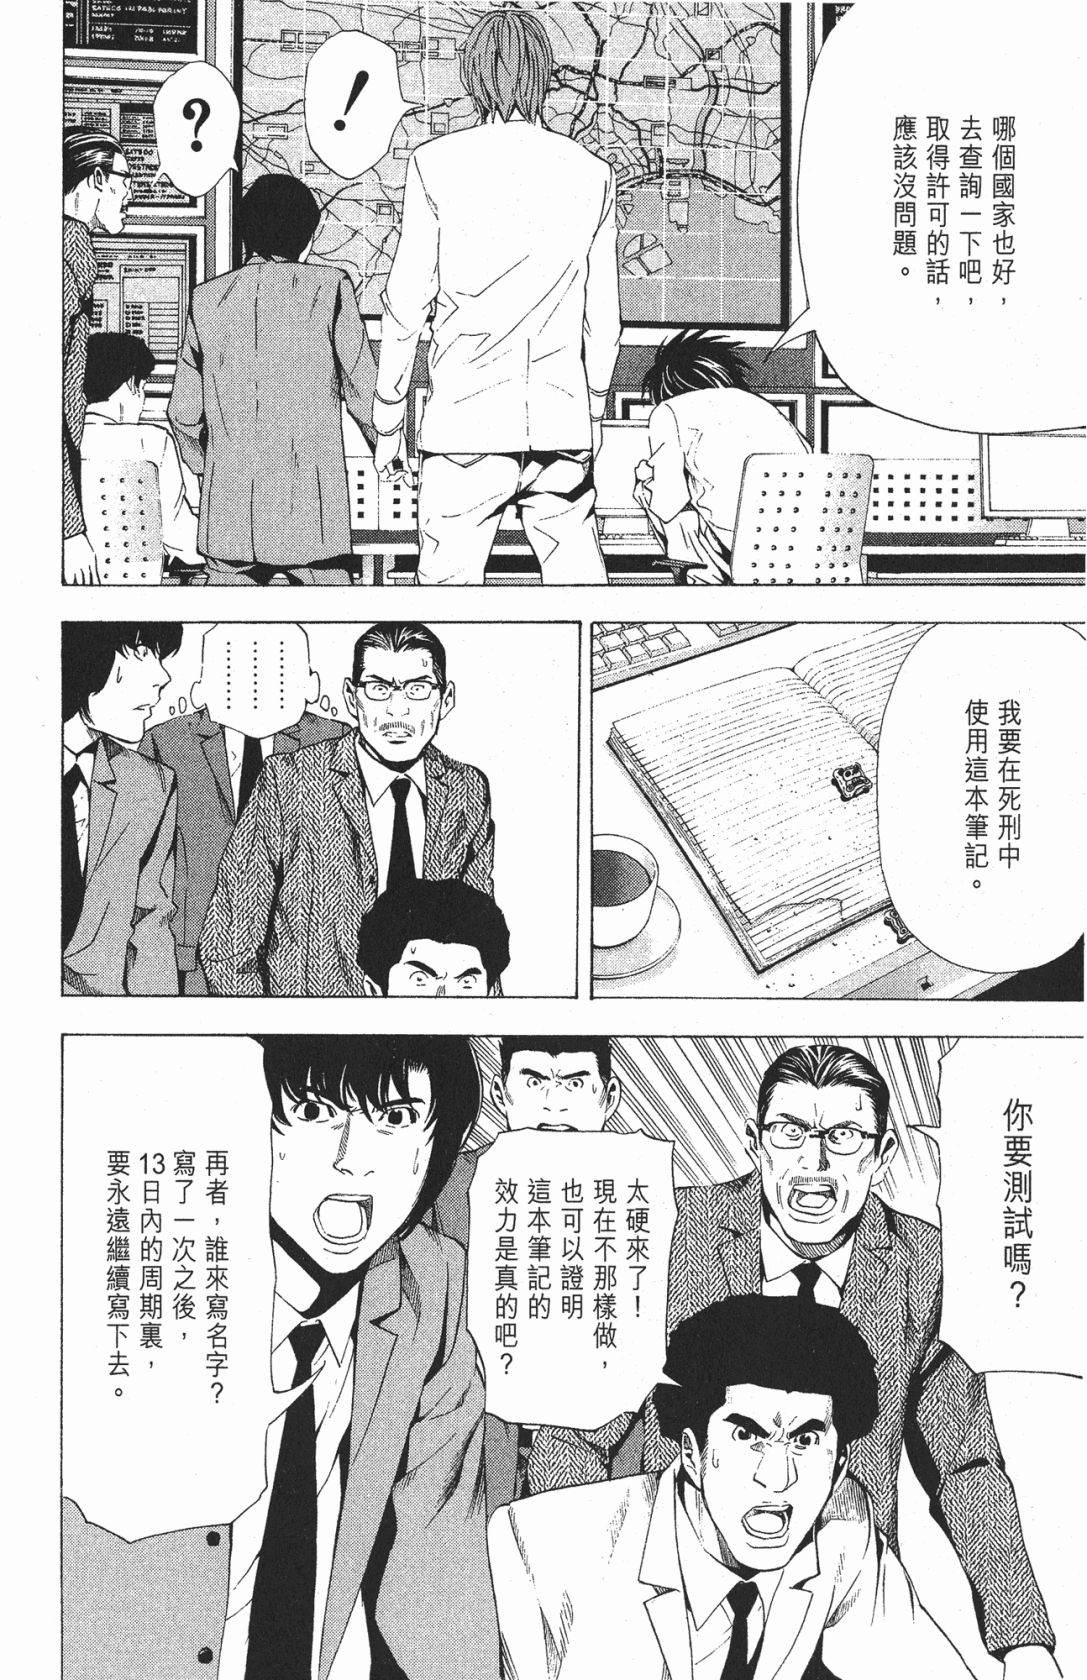 哪個國家也好，
去查詢一下吧，
取得許可的話，
應該沒問題。
！
？
我要在死刑中
使用這本筆記。
………
………
………
你要測試嗎？
太硬來了！
現在不那樣做，
也可以證明
這本筆記的
效力是真的吧？
再者，誰來寫名字？
寫了一次之後，
13日內的周期裏，
要永遠繼續寫下去。